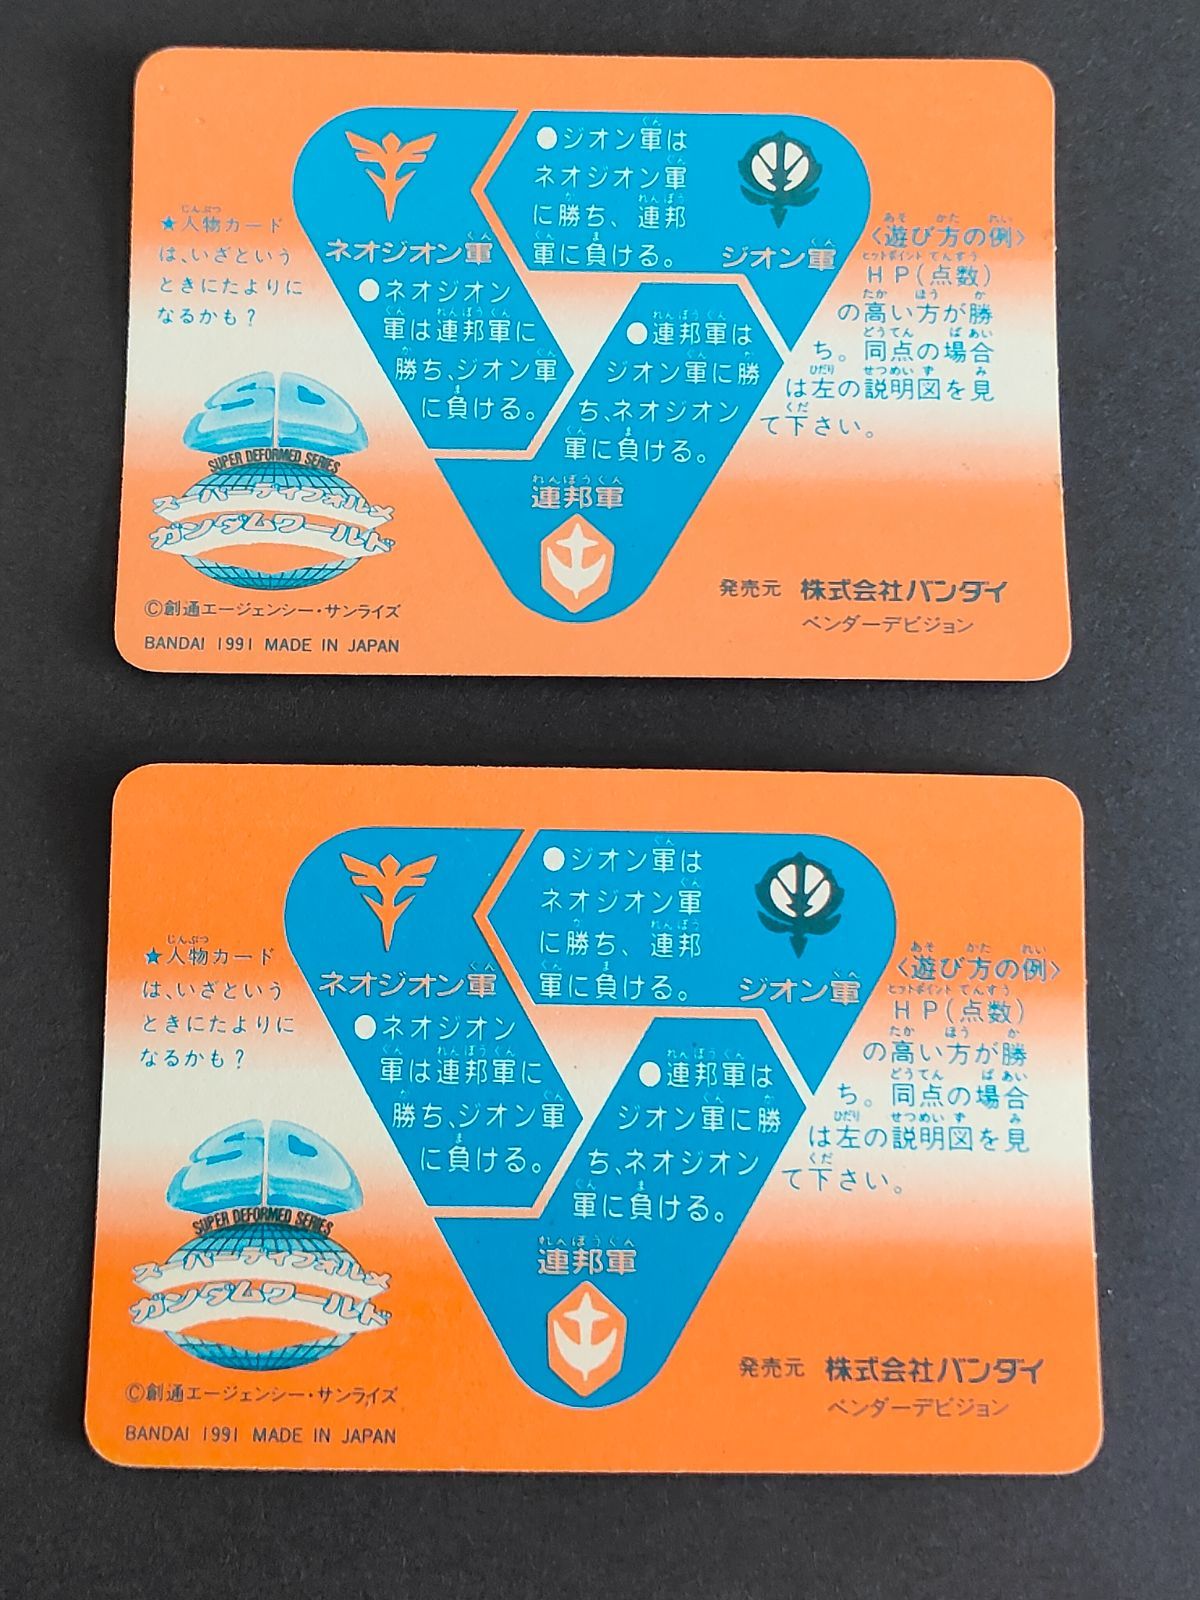 ★人物カード
は、いざという
ときにたよりに
なるかも?
SUPER DEFORMED SERIES
スーパーディフォルメ
ガンダムワールド
©創通エージェンシー・サンライズ
BANDAI 1991 MADE IN JAPAN
ネオジオン軍
●ネオジオン
軍は連邦軍に
勝ち、ジオン軍
に負ける。
●ジオン軍は
ネオジオン軍
に勝ち、連邦
軍に負ける。
ジオン軍
●連邦軍は
ジオン軍に勝
ち、ネオジオン
軍に負ける。
連邦軍
〈遊び方の例〉
HP(点数)
の高い方が勝
ち。同点の場合
は左の説明図を見
て下さい。
発売元 株式会社バンダイ
ベンダーデビジョン
★人物カード
は、いざという
ときにたよりに
なるかも?
SUPER DEFORMED SERIES
スーパーディフォルメ
ガンダムワールド
©創通エージェンシー・サンライズ
BANDAI 1991 MADE IN JAPAN
ネオジオン軍
●ネオジオン
軍は連邦軍に
勝ち、ジオン軍
に負ける。
●ジオン軍は
ネオジオン軍
に勝ち、連邦
軍に負ける。
ジオン軍
●連邦軍は
ジオン軍に勝
ち、ネオジオン
軍に負ける。
連邦軍
〈遊び方の例〉
HP(点数)
の高い方が勝
ち。同点の場合
は左の説明図を見
て下さい。
発売元 株式会社バンダイ
ベンダーデビジョン